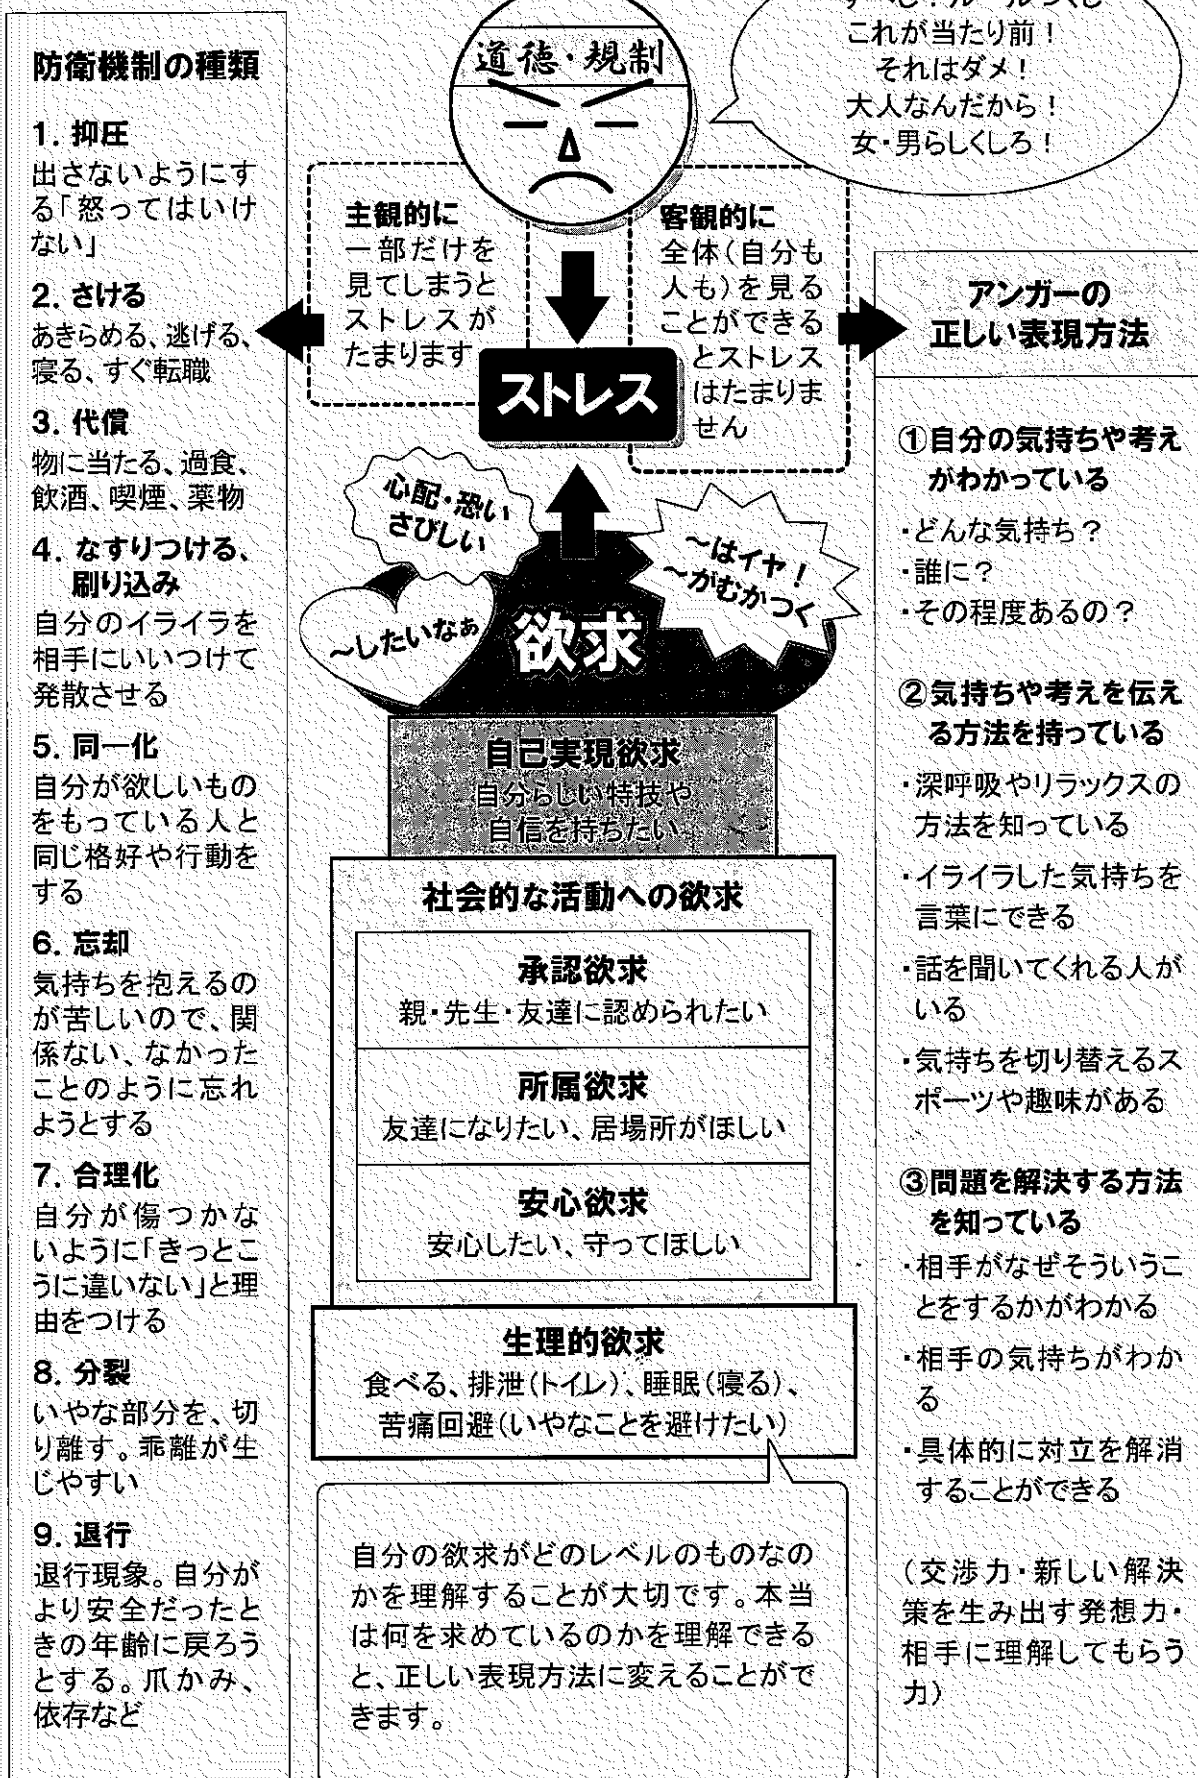 防衛機制の種類
1. 抑圧
出さないようにす
る「怒ってはいけ
ない」
2. さける
あきらめる、逃げる、
寝る、すぐ転職
3. 代償
物に当たる、過食、
飲酒、喫煙、薬物
4. なすりつける、
刷り込み
自分のイライラを
相手にいいつけて
発散させる
5. 同一化
自分が欲しいもの
をもっている人と
同じ格好や行動を
する
6. 忘却
気持ちを抱えるの
が苦しいので、関
係ない、なかった
ことのように忘れ
ようとする
7. 合理化
自分が傷つかな
いように「きっとこ
うに違いない」と理
由をつける
8. 分裂
いやな部分を、切
り離す。乖離が生
じやすい
9. 退行
退行現象。自分が
より安全だったと
きの年齢に戻ろう
とする。爪かみ、
依存など
道徳・規制
これが当たり前！
それはダメ！
大人なんだから！
女・男らしくしろ！
主観的に
一部だけを
見てしまうと
ストレスが
たまります
客観的に
全体(自分も
人も)を見る
ことができる
とストレス
はたまりま
せん
ストレス
心配・恐い
さびしい
～はイヤ！
～がむかつく
～したいなぁ
欲求
自己実現欲求
自分らしい特技や
自信を持ちたい
社会的な活動への欲求
承認欲求
親・先生・友達に認められたい
所属欲求
友達になりたい、居場所がほしい
安心欲求
安心したい、守ってほしい
生理的欲求
食べる、排泄(トイレ)、睡眠(寝る)、
苦痛回避(いやなことを避けたい)
自分の欲求がどのレベルのものなの
かを理解することが大切です。本当
は何を求めているのかを理解できる
と、正しい表現方法に変えることがで
きます。
アンガーの
正しい表現方法
①自分の気持ちや考え
がわかっている
・どんな気持ち？
・誰に？
・その程度あるの？
②気持ちや考えを伝え
る方法を持っている
・深呼吸やリラックスの
方法を知っている
・イライラした気持ちを
言葉にできる
・話を聞いてくれる人が
いる
・気持ちを切り替えるス
ポーツや趣味がある
③問題を解決する方法
を知っている
・相手がなぜそういうこ
とをするかがわかる
・相手の気持ちがわか
る
・具体的に対立を解消
することができる
(交渉力・新しい解決
策を生み出す発想力・
相手に理解してもらう
力)